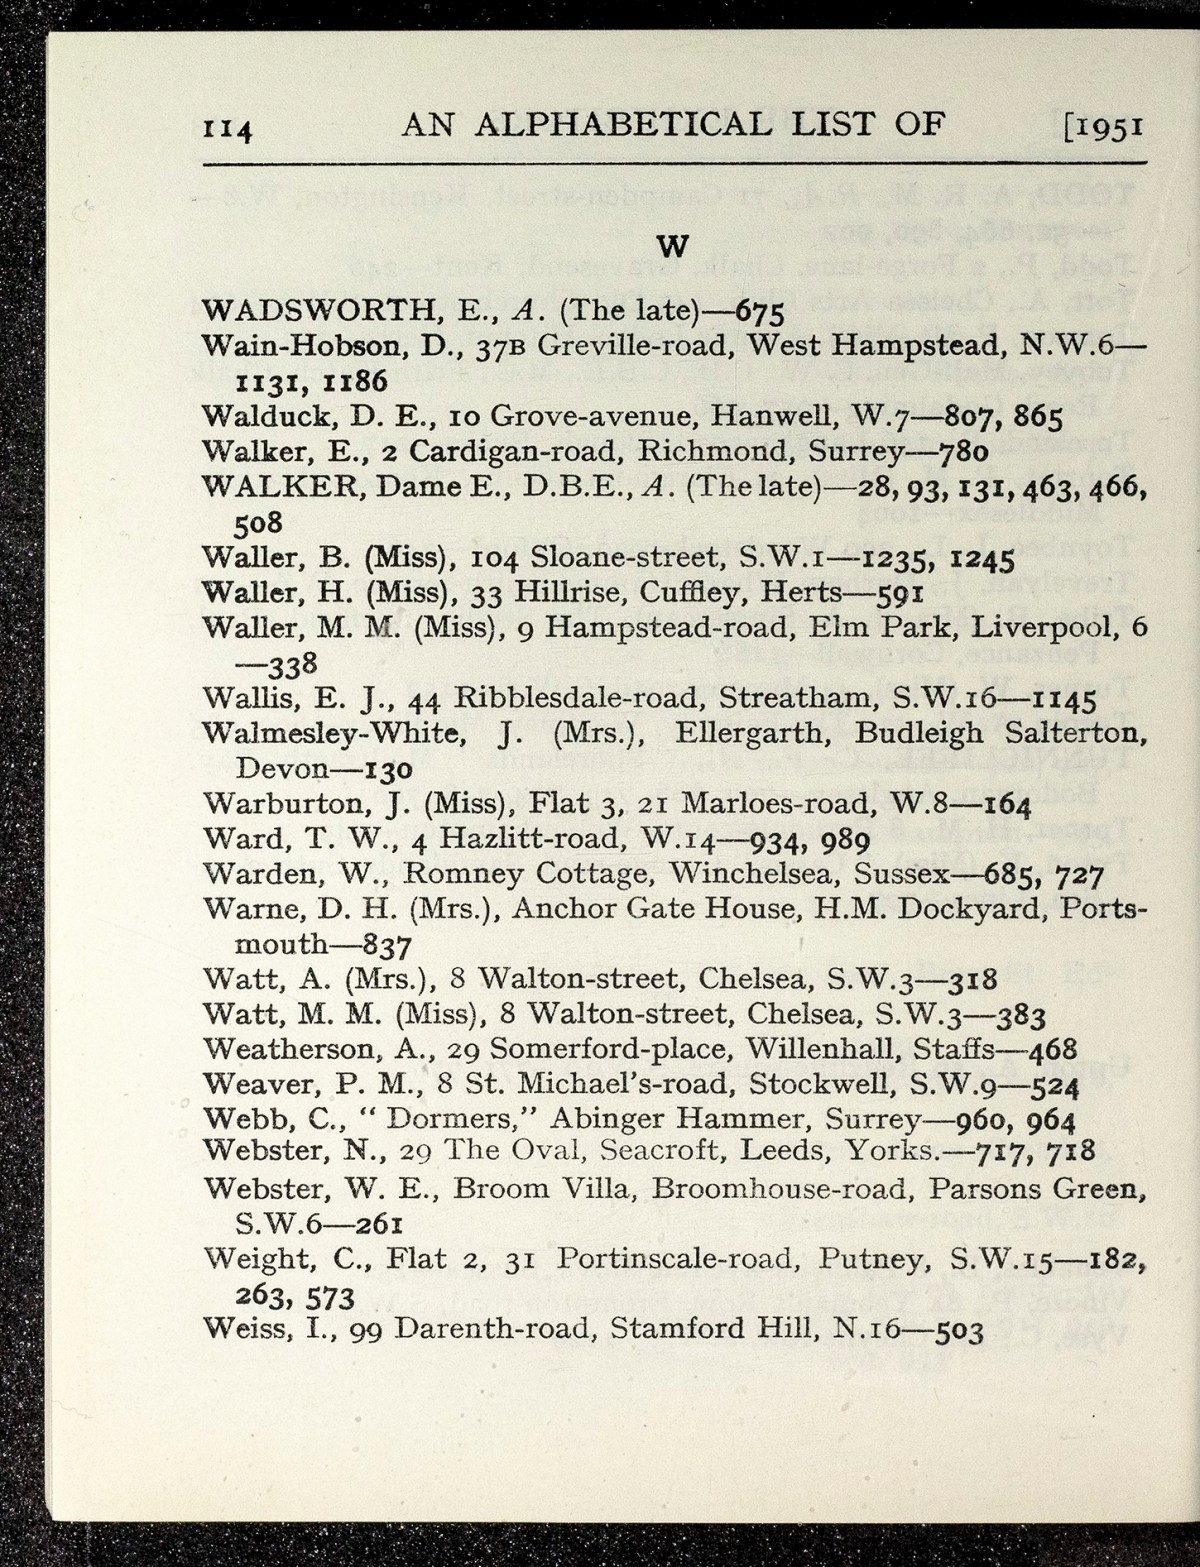 114 AN ALPHABETICAL LIST OF [1951
W
WADSWORTH, E., A. (The late)—675
Wain-Hobson, D., 37B Greville-road, West Hampstead, N.W.6—
1131, 1186
Walduck, D. E., 10 Grove-avenue, Hanwell, W.7—807, 865
Walker, E., 2 Cardigan-road, Richmond, Surrey—780
WALKER, Dame E., D.B.E., A. (The late)—28, 93, 131, 463, 466,
508
Waller, B. (Miss), 104 Sloane-street, S.W.1—1235, 1245
Waller, H. (Miss), 33 Hillrise, Cuffley, Herts—591
Waller, M. M. (Miss), 9 Hampstead-road, Elm Park, Liverpool, 6
—338
Wallis, E. J., 44 Ribblesdale-road, Streatham, S.W.16—1145
Walmesley-White, J. (Mrs.), Ellergarth, Budleigh Salterton,
Devon—130
Warburton, J. (Miss), Flat 3, 21 Marloes-road, W.8—164
Ward, T. W., 4 Hazlitt-road, W.14—934, 989
Warden, W., Romney Cottage, Winchelsea, Sussex—685, 727
Warne, D. H. (Mrs.), Anchor Gate House, H.M. Dockyard, Ports-
mouth—837
Watt, A. (Mrs.), 8 Walton-street, Chelsea, S.W.3—318
Watt, M. M. (Miss), 8 Walton-street, Chelsea, S.W.3—383
Weatherson, A., 29 Somerford-place, Willenhall, Staffs—468
Weaver, P. M., 8 St. Michael's-road, Stockwell, S.W.9—524
Webb, C., “ Dormers,” Abinger Hammer, Surrey—960, 964
Webster, N., 29 The Oval, Seacroft, Leeds, Yorks.—717, 718
Webster, W. E., Broom Villa, Broomhouse-road, Parsons Green,
S.W.6—261
Weight, C., Flat 2, 31 Portinscale-road, Putney, S.W.15—182,
263, 573
Weiss, I., 99 Darenth-road, Stamford Hill, N.16—503